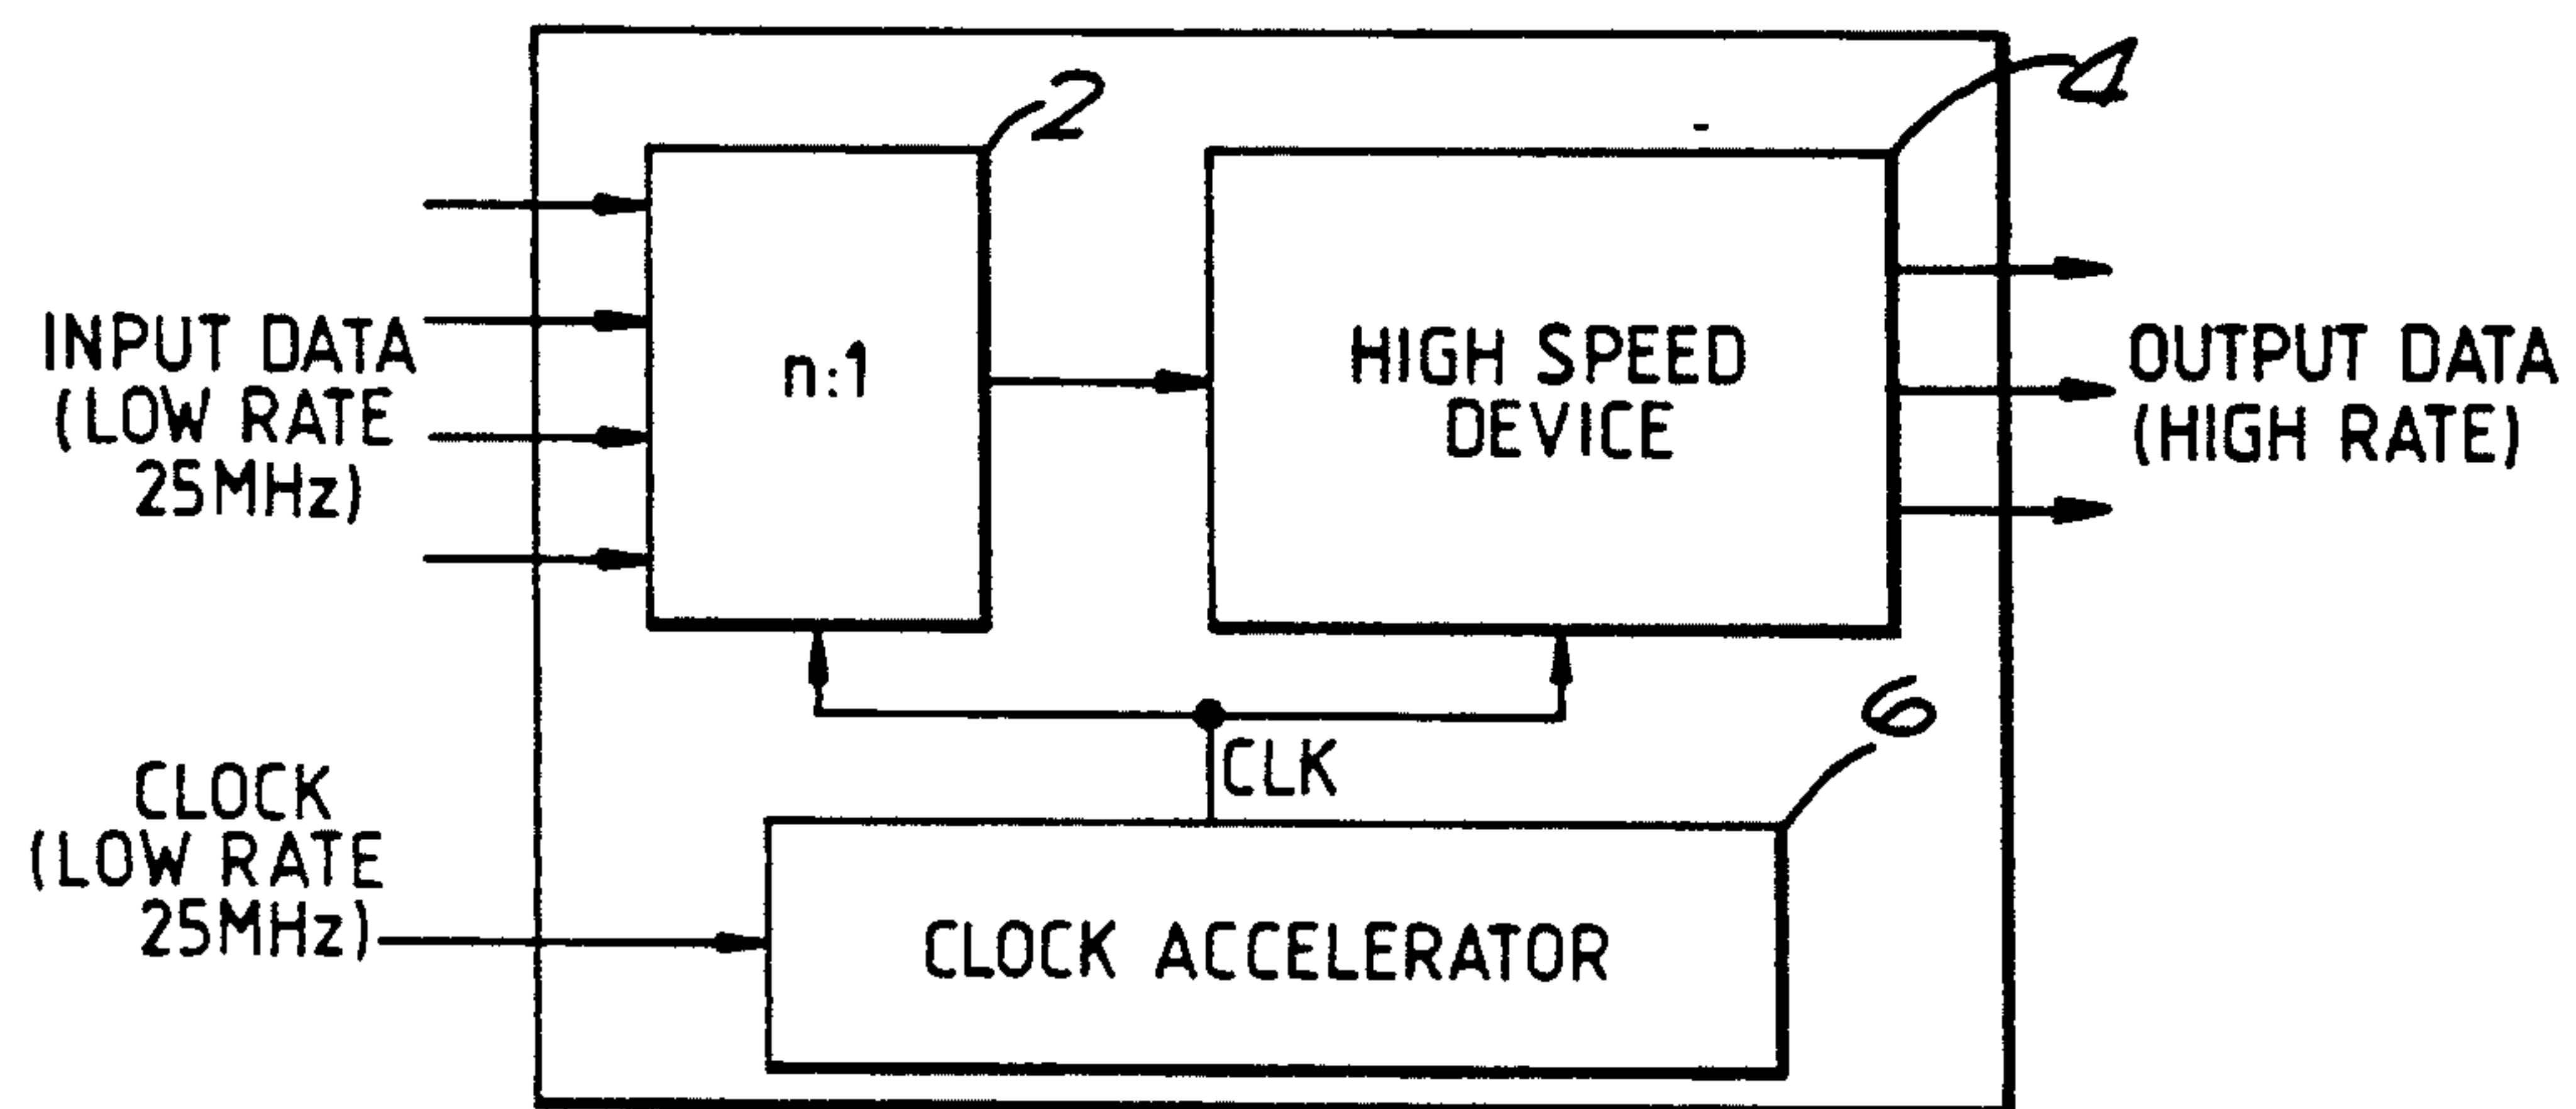 2
4
INPUT DATA
(LOW RATE
25MHz)
n:1
HIGH SPEED
DEVICE
OUTPUT DATA
(HIGH RATE)
6
CLK
CLOCK
(LOW RATE
25MHz)
CLOCK ACCELERATOR